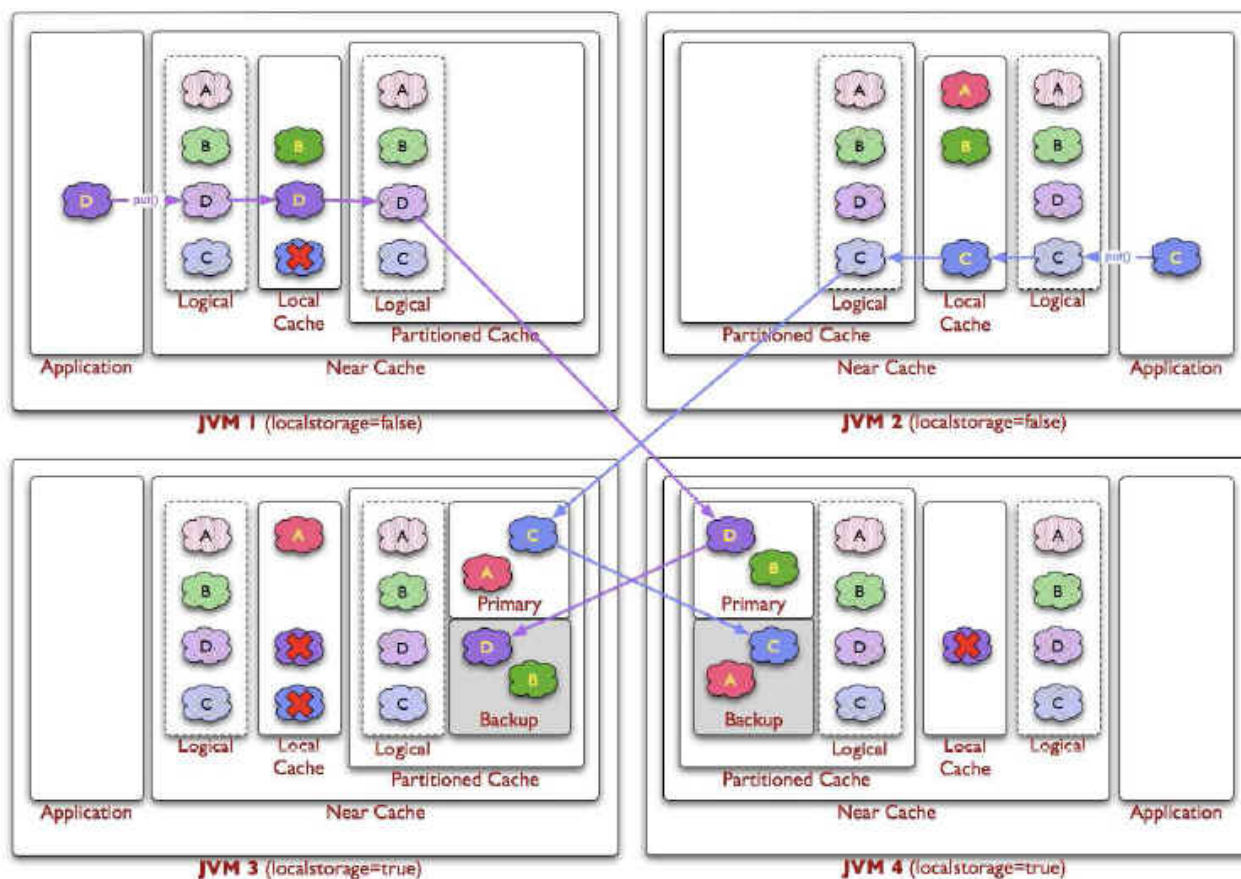 A
A
B
B
B
D
put()
D
D
D
C
C
Logical
Local
Cache
Logical
Partitioned Cache
Application
Near Cache
JVM 1 (localstorage=false)
A
A
A
B
B
B
D
D
C
C
C
put()
C
Logical
Local
Cache
Logical
Partitioned Cache
Near Cache
Application
JVM 2 (localstorage=false)
A
A
A
C
A
B
B
Primary
D
D
D
B
C
C
Backup
Logical
Local
Cache
Logical
Partitioned Cache
Application
Near Cache
JVM 3 (localstorage=true)
D
A
A
B
B
B
Primary
C
D
D
A
C
C
Backup
Logical
Local
Cache
Logical
Partitioned Cache
Near Cache
Application
JVM 4 (localstorage=true)